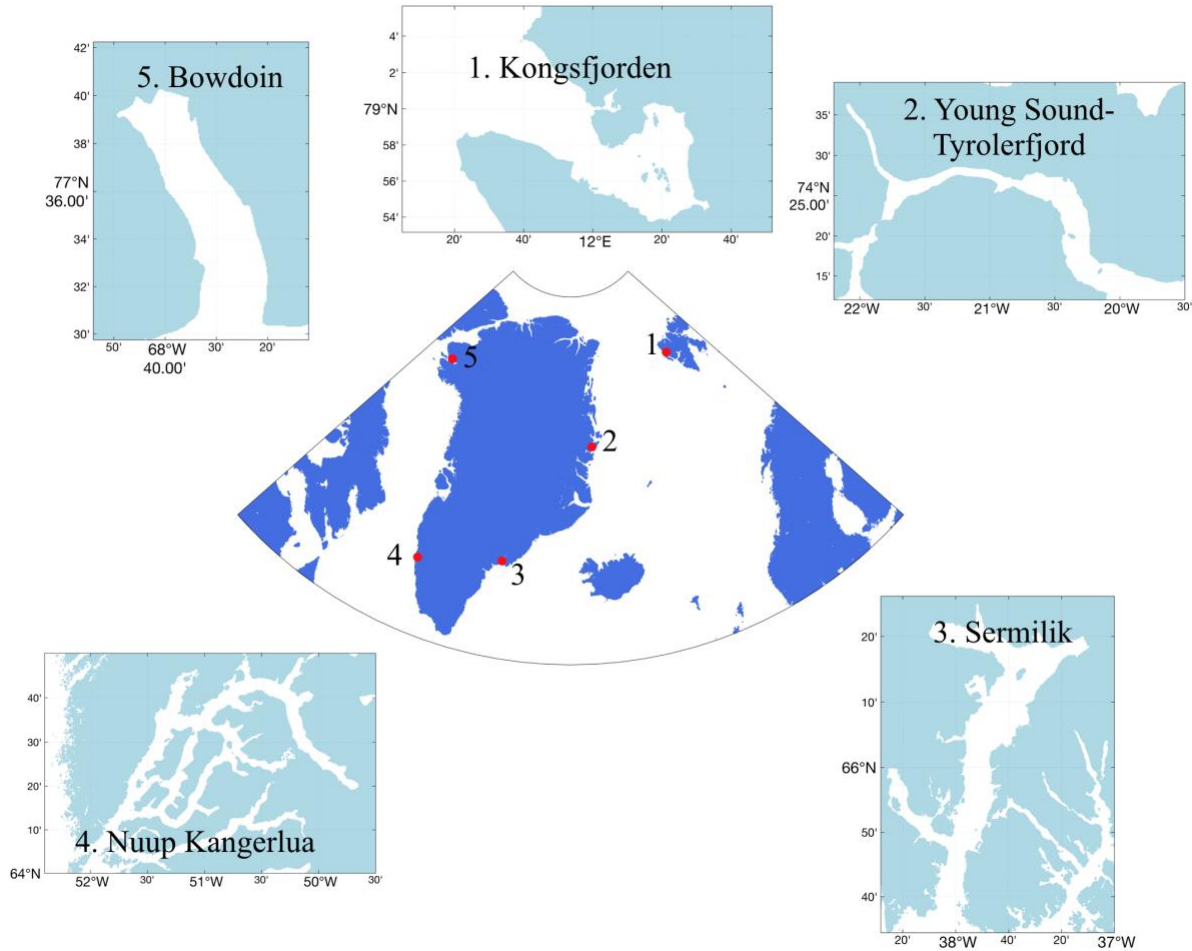 5. Bowdoin
42'
40'
38'
77°N
36.00'
34'
32'
30'
50'
68°W
40.00'
30'
20'
1. Kongsfjorden
4'
2'
79°N
58'
56'
54'
20'
40'
12°E
20'
40'
2. Young Sound-
Tyrolerfjord
35'
30'
74°N
25.00'
20'
15'
22°W
30'
21°W
30'
20°W
30'
1
5
2
4
3
4. Nuup Kangerlua
40'
30'
20'
10'
64°N
52°W
30'
51°W
30'
50°W
30'
3. Sermilik
20'
10'
66°N
50'
40'
20'
38°W
40'
20'
37°W